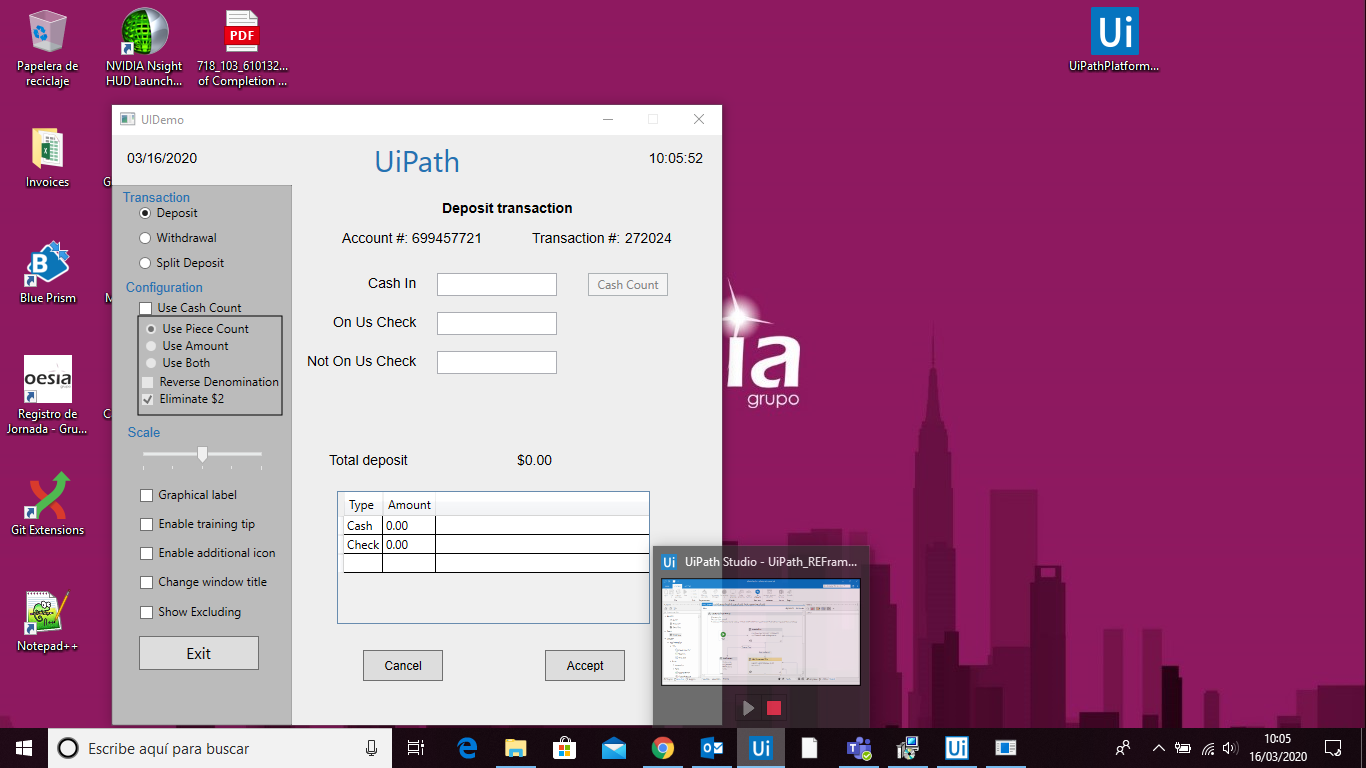 Papelera de
reciclaje
NVIDIA Nsight
HUD Launch...
PDF
718_103_610132...
of Completion ...
Ui
UiPathPlatform...
Invoices
Blue Prism
oesia
Registro de
Jornada - Gru...
Git Extensions
Notepad++
UIDemo
03/16/2020
UiPath
10:05:52
Transaction
Deposit
Withdrawal
Split Deposit
Configuration
Use Cash Count
Use Piece Count
Use Amount
Use Both
Reverse Denomination
Eliminate $2
Scale
Graphical label
Enable training tip
Enable additional icon
Change window title
Show Excluding
Exit
Deposit transaction
Account #: 699457721 Transaction #: 272024
Cash In
Cash Count
On Us Check
Not On Us Check
Total deposit $0.00
Type Amount
Cash 0.00
Check 0.00
Cancel
Accept
ia
grupo
Ui UiPath Studio - UiPath_REFram...
Escribe aquí para buscar
Ui
Ui
10:05
16/03/2020